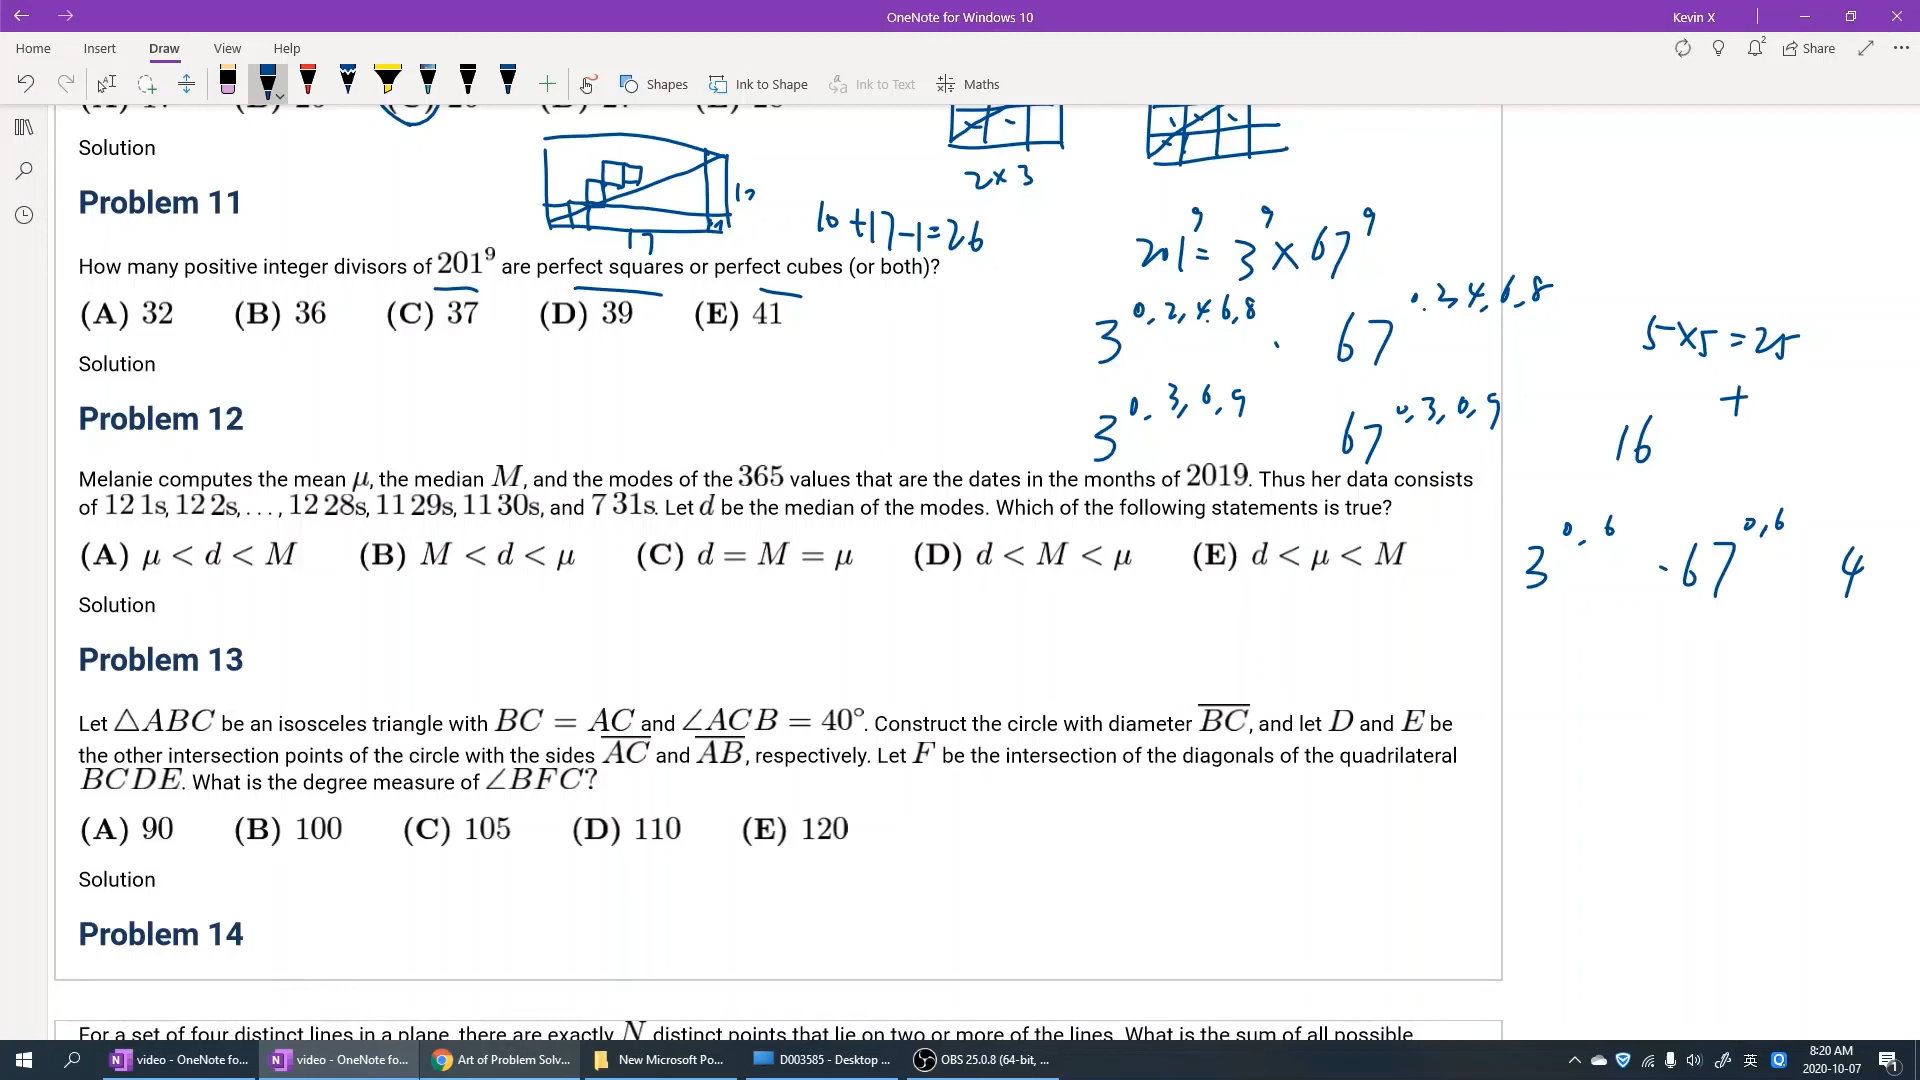 OneNote for Windows 10
Kevin X
Home Insert Draw View Help
2 Share
Shapes Ink to Shape Ink to Text Maths
Solution
2 x 3
Problem 11
17
10 + 17 - 1 = 26
201^9 = 3^9 x 67^9
How many positive integer divisors of 201^9 are perfect squares or perfect cubes (or both)?
(A) 32 (B) 36 (C) 37 (D) 39 (E) 41
3^0, 2, 4, 6, 8 · 67^0, 2, 4, 6, 8
5 x 5 = 25
+
Solution
3^0, 3, 6, 9 67^0, 3, 6, 9
16
Problem 12
Melanie computes the mean μ, the median M, and the modes of the 365 values that are the dates in the months of 2019. Thus her data consists
of 12 1s, 12 2s, . . . , 12 28s, 11 29s, 11 30s, and 7 31s. Let d be the median of the modes. Which of the following statements is true?
(A) μ < d < M (B) M < d < μ (C) d = M = μ (D) d < M < μ (E) d < μ < M
3^0, 6 · 67^0, 6 4
Solution
Problem 13
Let △ABC be an isosceles triangle with BC = AC and ∠ACB = 40°. Construct the circle with diameter BC, and let D and E be
the other intersection points of the circle with the sides AC and AB, respectively. Let F be the intersection of the diagonals of the quadrilateral
BCDE. What is the degree measure of ∠BFC?
(A) 90 (B) 100 (C) 105 (D) 110 (E) 120
Solution
Problem 14
For a set of four distinct lines in a plane, there are exactly N distinct points that lie on two or more of the lines. What is the sum of all possible
video - OneNote fo... video - OneNote fo... Art of Problem Solv... New Microsoft Po... D003585 - Desktop ... OBS 25.0.8 (64-bit, ...
英
8:20 AM
2020-10-07
1